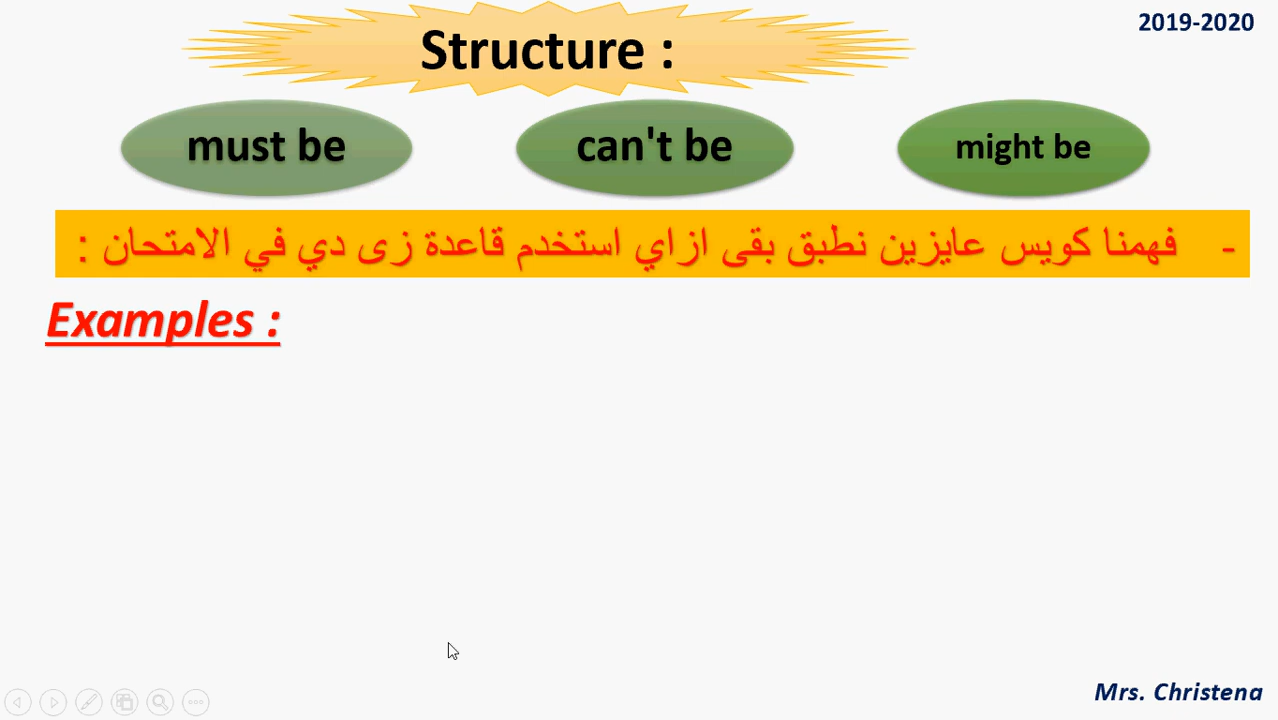 2019-2020
Structure :
must be
can't be
might be
- فهمنا كويس عايزين نطبق بقى ازاي استخدم قاعدة زى دي في الامتحان :
Examples :
Mrs. Christena